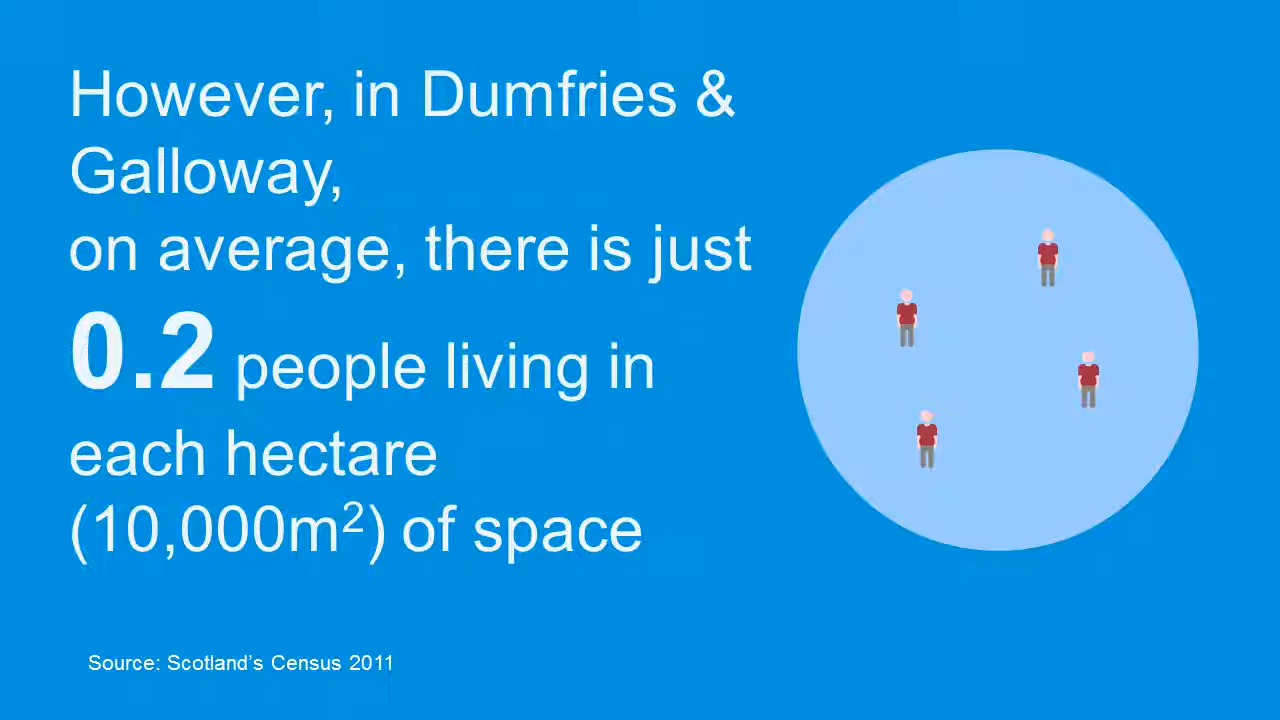 However, in Dumfries &
Galloway,
on average, there is just
0.2 people living in
each hectare
(10,000m²) of space
Source: Scotland’s Census 2011